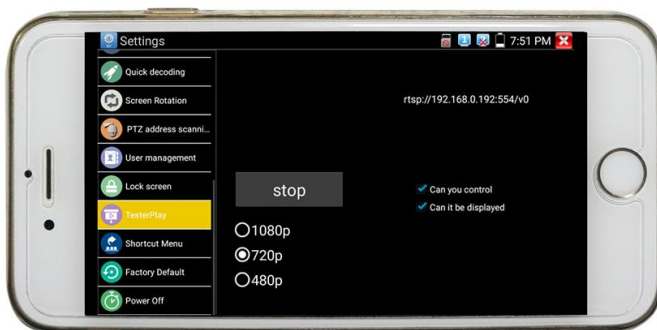 Settings
7:51 PM
Quick decoding
Screen Rotation
PTZ address scanni...
User management
Lock screen
TesterPlay
Shortcut Menu
Factory Default
Power Off
rtsp://192.168.0.192:554/v0
stop
Can you control
Can it be displayed
1080p
720p
480p